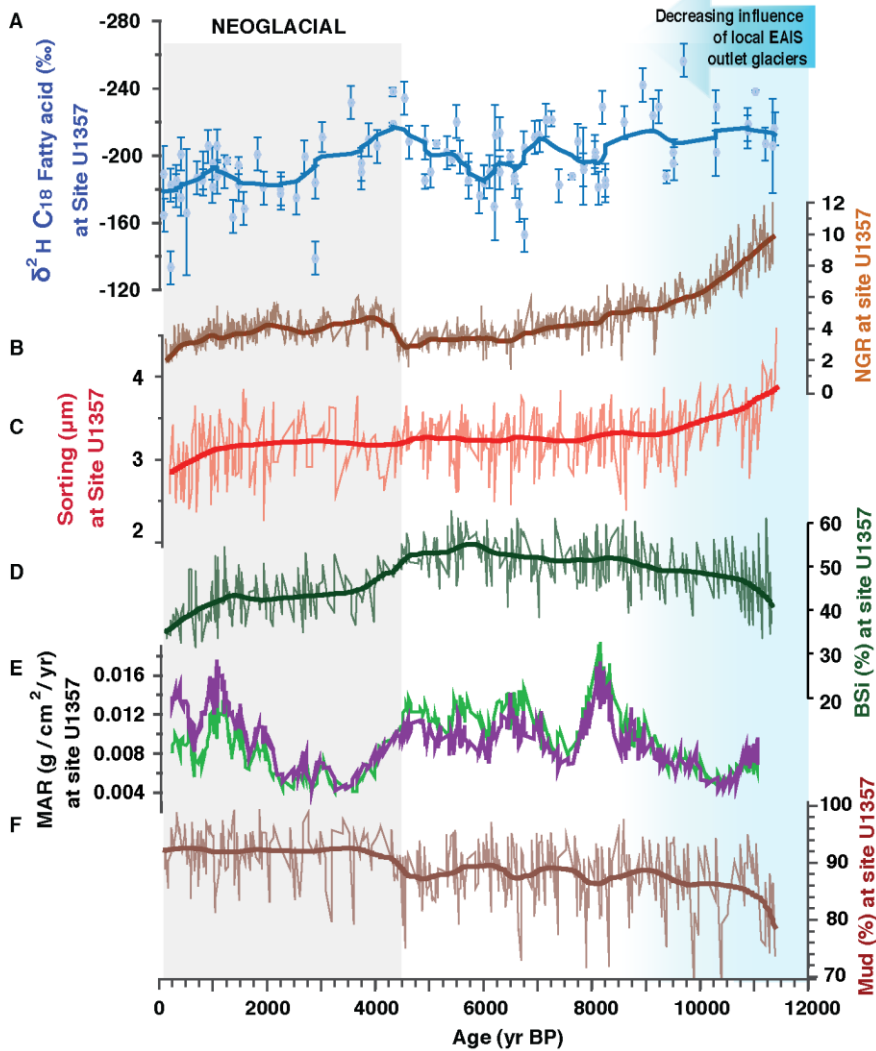 A
-280
-240
-200
-160
-120
δ²H C18 Fatty acid (‰)
at Site U1357
NEOGLACIAL
Decreasing influence
of local EAIS
outlet glaciers
B
12
10
8
6
4
2
0
NGR at site U1357
C
4
3
2
Sorting (µm)
at Site U1357
D
60
50
40
30
20
BSi (%) at site U1357
E
0.016
0.012
0.008
0.004
MAR (g / cm²/ yr)
at site U1357
F
100
90
80
70
Mud (%) at site U1357
0 2000 4000 6000 8000 10000 12000
Age (yr BP)